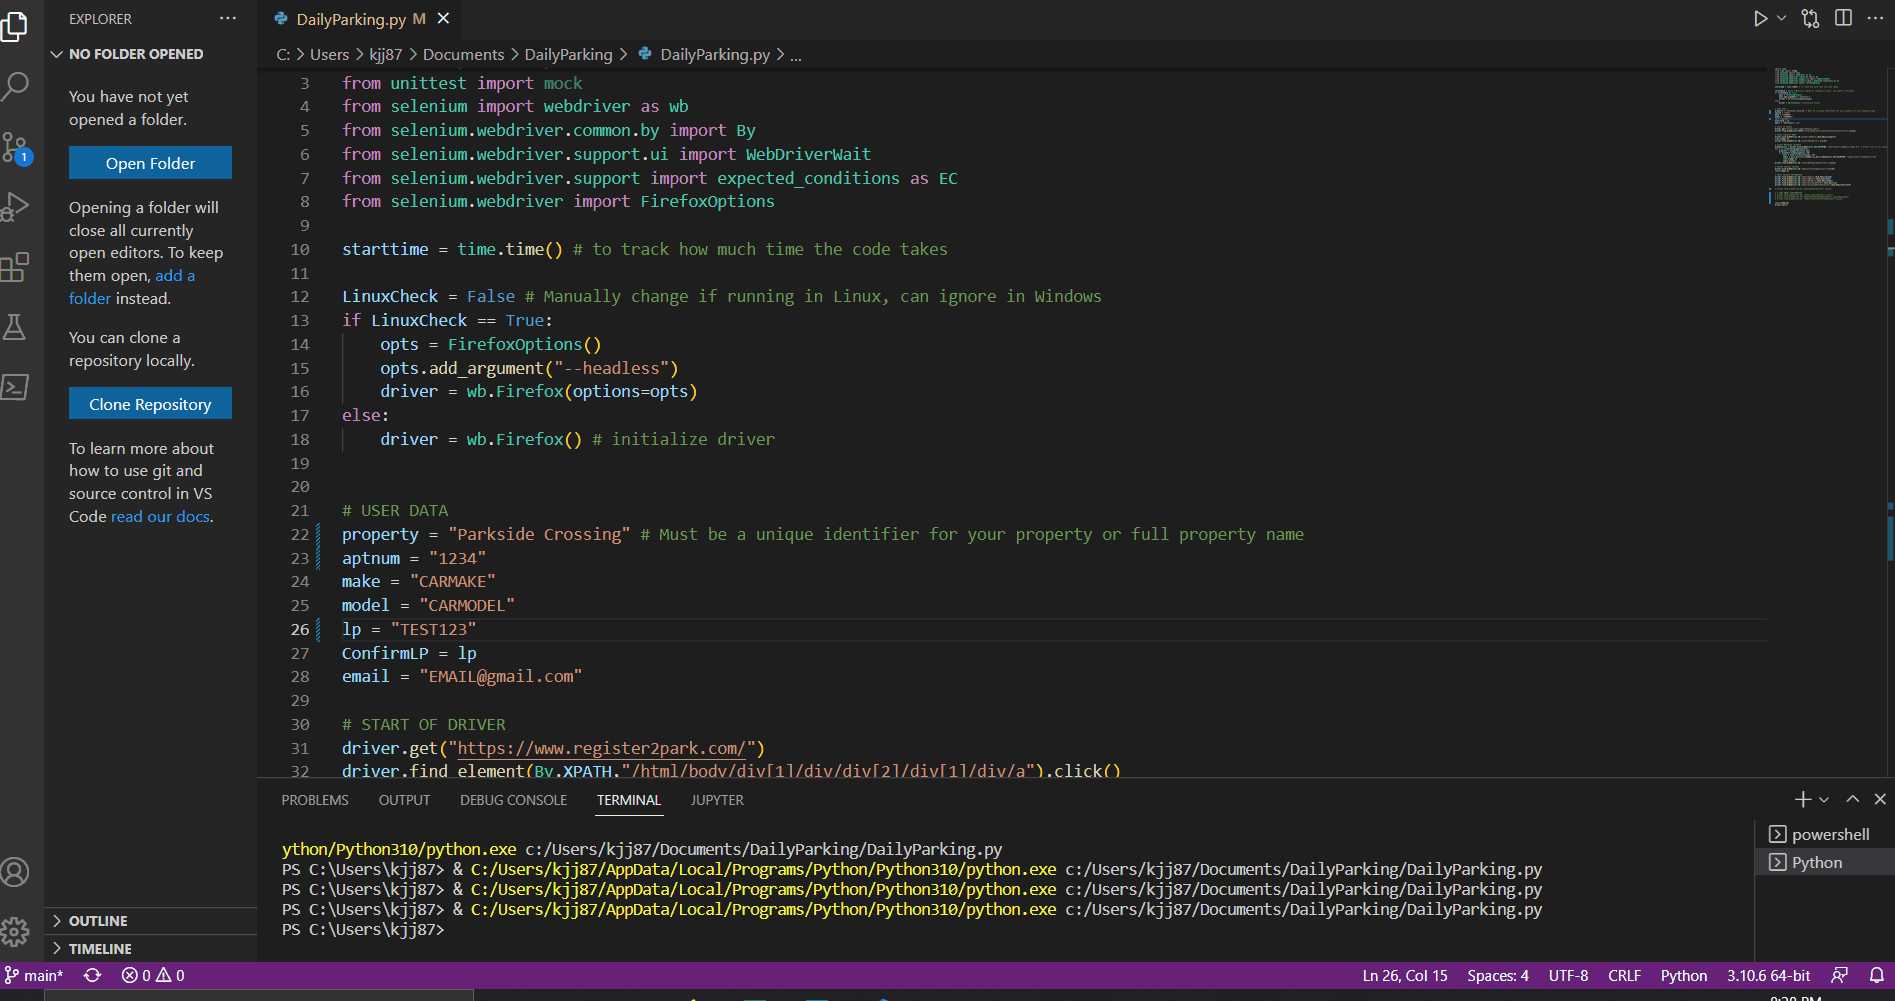 EXPLORER
DailyParking.py M
NO FOLDER OPENED
C: > Users > kjj87 > Documents > DailyParking > DailyParking.py > ...
You have not yet
opened a folder.
Open Folder
Opening a folder will
close all currently
open editors. To keep
them open, add a
folder instead.
You can clone a
repository locally.
Clone Repository
To learn more about
how to use git and
source control in VS
Code read our docs.
OUTLINE
TIMELINE
1
3 from unittest import mock
4 from selenium import webdriver as wb
5 from selenium.webdriver.common.by import By
6 from selenium.webdriver.support.ui import WebDriverWait
7 from selenium.webdriver.support import expected_conditions as EC
8 from selenium.webdriver import FirefoxOptions
9
10 starttime = time.time() # to track how much time the code takes
11
12 LinuxCheck = False # Manually change if running in Linux, can ignore in Windows
13 if LinuxCheck == True:
14     opts = FirefoxOptions()
15     opts.add_argument("--headless")
16     driver = wb.Firefox(options=opts)
17 else:
18     driver = wb.Firefox() # initialize driver
19
20
21 # USER DATA
22 property = "Parkside Crossing" # Must be a unique identifier for your property or full property name
23 aptnum = "1234"
24 make = "CARMAKE"
25 model = "CARMODEL"
26 lp = "TEST123"
27 ConfirmLP = lp
28 email = "EMAIL@gmail.com"
29
30 # START OF DRIVER
31 driver.get("https://www.register2park.com/")
32 driver.find_element(By.XPATH,"/html/body/div[1]/div/div[2]/div[1]/div/a").click()
PROBLEMS OUTPUT DEBUG CONSOLE TERMINAL JUPYTER
ython/Python310/python.exe c:/Users/kjj87/Documents/DailyParking/DailyParking.py
PS C:\Users\kjj87> & C:/Users/kjj87/AppData/Local/Programs/Python/Python310/python.exe c:/Users/kjj87/Documents/DailyParking/DailyParking.py
PS C:\Users\kjj87> & C:/Users/kjj87/AppData/Local/Programs/Python/Python310/python.exe c:/Users/kjj87/Documents/DailyParking/DailyParking.py
PS C:\Users\kjj87> & C:/Users/kjj87/AppData/Local/Programs/Python/Python310/python.exe c:/Users/kjj87/Documents/DailyParking/DailyParking.py
PS C:\Users\kjj87>
powershell
Python
main* 0 0 Ln 26, Col 15 Spaces: 4 UTF-8 CRLF Python 3.10.6 64-bit